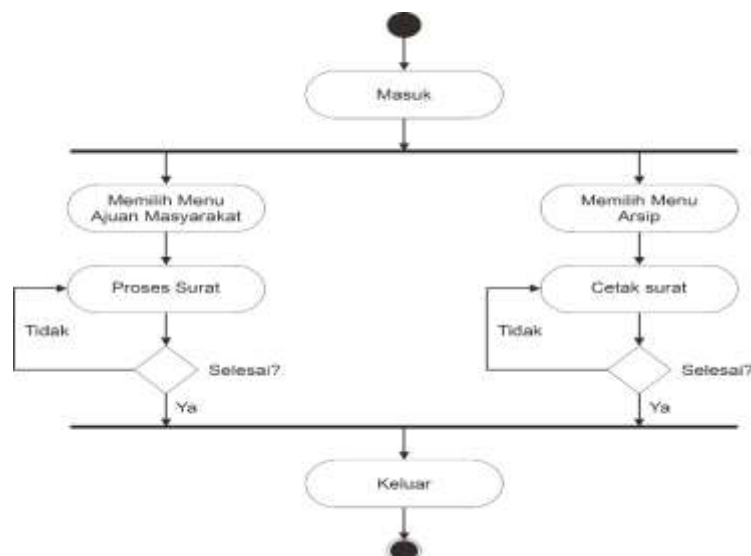 Masuk
Memilih Menu
Ajuan Masyarakat
Memilih Menu
Arsip
Proses Surat
Cetak surat
Tidak
Tidak
Selesai?
Selesai?
Ya
Ya
Keluar